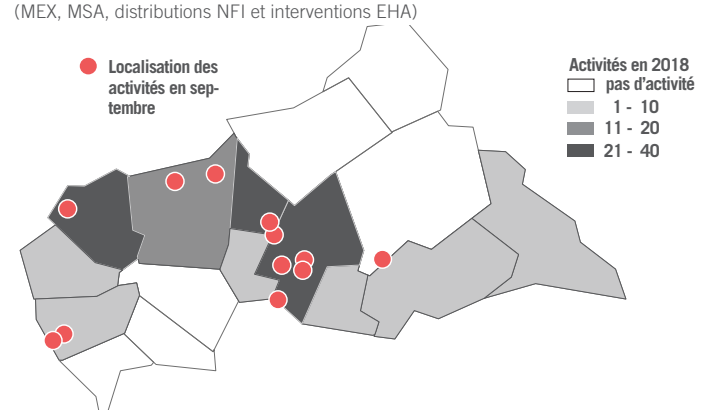 (MEX, MSA, distributions NFI et interventions EHA)
Localisation des
activités en sep-
tembre
Activités en 2018
pas d'activité
1 - 10
11 - 20
21 - 40